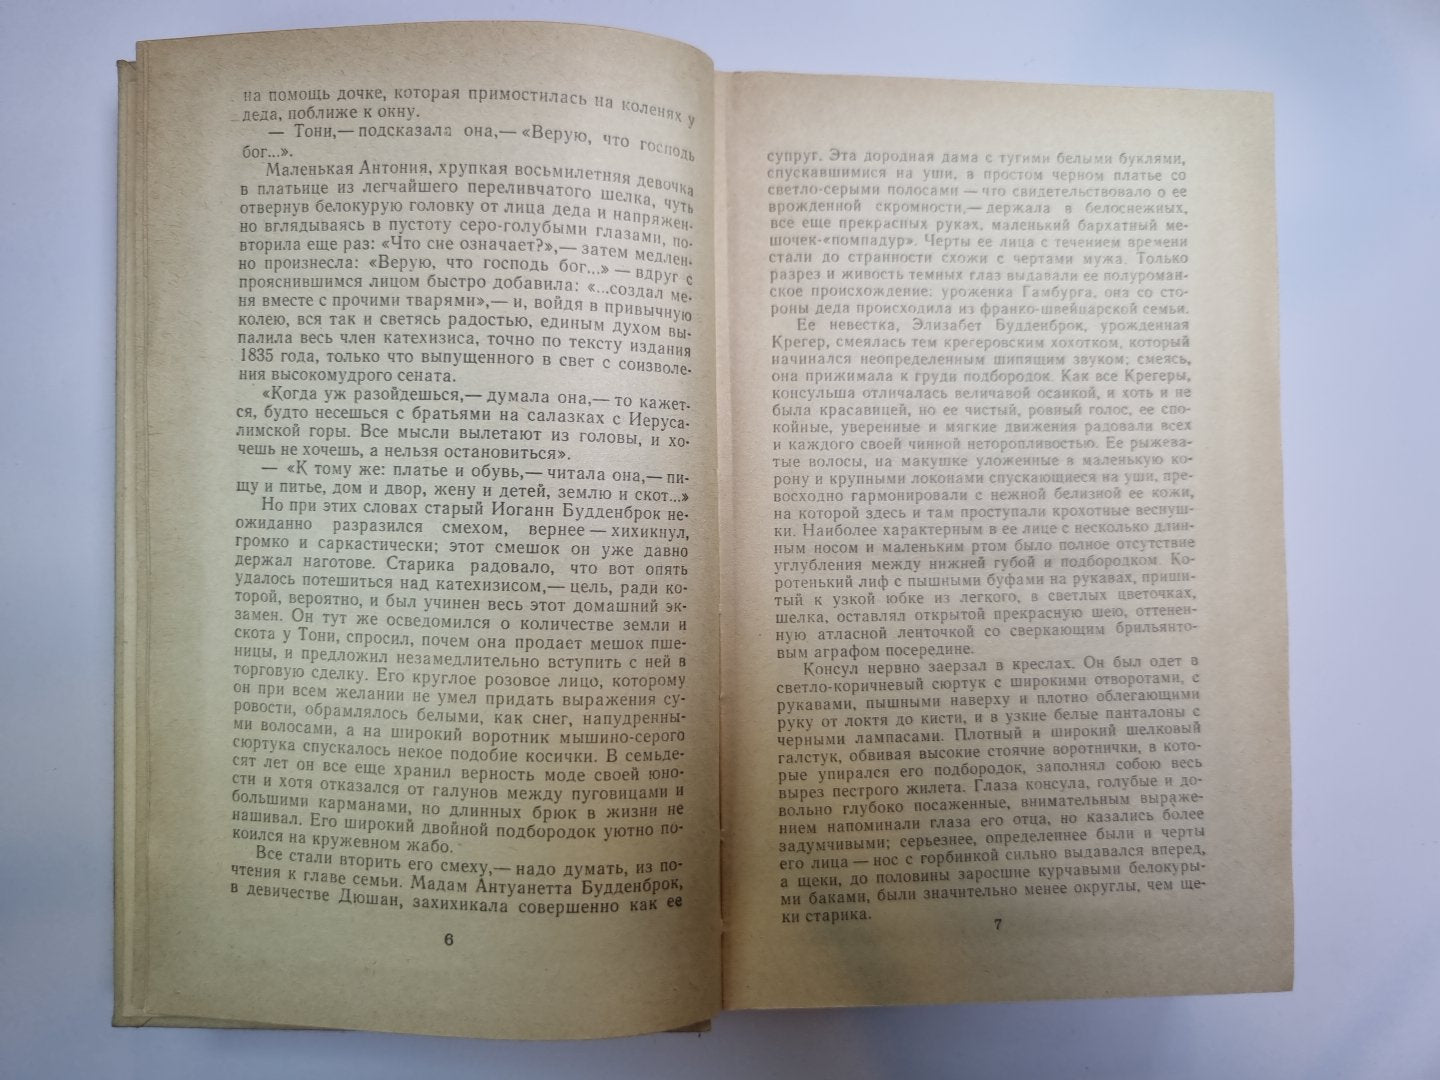 на помощь дочке, которая примостилась на коленях у
деда, поближе к окну.
— Тони,— подсказала она,— «Верую, что господь
бог...».
Маленькая Антония, хрупкая восьмилетняя девочка
в платьице из легчайшего переливчатого шелка, чуть
отвернув белокурую головку от лица деда и напряжен-
но вглядываясь в пустоту серо-голубыми глазами, по-
вторила еще раз: «Что сие означает?»,— затем медлен-
но произнесла: «Верую, что господь бог...» — вдруг с
прояснившимся лицом быстро добавила: «...создал ме-
ня вместе с прочими тварями»,— и, войдя в привычную
колею, вся так и светясь радостью, единым духом вы-
палила весь член катехизиса, точно по тексту издания
1835 года, только что выпущенного в свет с соизволе-
ния высокомудрого сената.
«Когда уж разойдешься,— думала она,— то кажет-
ся, будто несешься с братьями на салазках с Иеруса-
лимской горы. Все мысли вылетают из головы, и хо-
чешь не хочешь, а нельзя остановиться».
— «К тому же: платье и обувь,— читала она,— пи-
щу и питье, дом и двор, жену и детей, землю и скот...»
Но при этих словах старый Иоганн Будденброк не-
ожиданно разразился смехом, вернее — хихикнул,
громко и саркастически; этот смешок он уже давно
держал наготове. Старика радовало, что вот опять
удалось потешиться над катехизисом,— цель, ради ко-
торой, вероятно, и был учинен весь этот домашний эк-
замен. Он тут же осведомился о количестве земли и
скота у Тони, спросил, почем она продает мешок пше-
ницы, и предложил незамедлительно вступить с ней в
торговую сделку. Его круглое розовое лицо, которому
он при всем желании не умел придать выражения су-
ровости, обрамлялось белыми, как снег, напудренны-
ми волосами, а на широкий воротник мышино-серого
сюртука спускалось некое подобие косички. В семьде-
сят лет он все еще хранил верность моде своей юно-
сти и хотя отказался от галунов между пуговицами и
большими карманами, но длинных брюк в жизни не
нашивал. Его широкий двойной подбородок уютно по-
коился на кружевном жабо.
Все стали вторить его смеху,— надо думать, из по-
чтения к главе семьи. Мадам Антуанетта Будденброк,
в девичестве Дюшан, захихикала совершенно как ее
6
супруг. Эта дородная дама с тугими белыми буклями,
спускавшимися на уши, в простом черном платье со
светло-серыми полосами — что свидетельствовало о ее
врожденной скромности,— держала в белоснежных,
все еще прекрасных руках, маленький бархатный ме-
шочек-«помпадур». Черты ее лица с течением времени
стали до странности схожи с чертами мужа. Только
разрез и живость темных глаз выдавали ее полуроман-
ское происхождение; уроженка Гамбурга, она со сто-
роны деда происходила из франко-швейцарской семьи.
Ее невестка, Элизабет Будденброк, урожденная
Крегер, смеялась тем крегеровским хохотком, который
начинался неопределенным шипящим звуком; смеясь,
она прижимала к груди подбородок. Как все Крегеры,
консульша отличалась величавой осанкой, и хоть и не
была красавицей, но ее чистый, ровный голос, ее спо-
койные, уверенные и мягкие движения радовали всех
и каждого своей чинной неторопливостью. Ее рыжева-
тые волосы, на макушке уложенные в маленькую ко-
рону и крупными локонами спускающиеся на уши, пре-
восходно гармонировали с нежной белизной ее кожи,
на которой здесь и там проступали крохотные веснуш-
ки. Наиболее характерным в ее лице с несколько длин-
ным носом и маленьким ртом было полное отсутствие
углубления между нижней губой и подбородком. Ко-
ротенький лиф с пышными буфами на рукавах, приши-
тый к узкой юбке из легкого, в светлых цветочках,
шелка, оставлял открытой прекрасную шею, оттенен-
ную атласной ленточкой со сверкающим брильянто-
вым аграфом посередине.
Консул нервно заерзал в креслах. Он был одет в
светло-коричневый сюртук с широкими отворотами, с
рукавами, пышными наверху и плотно облегающими
руку от локтя до кисти, и в узкие белые панталоны с
черными лампасами. Плотный и широкий шелковый
галстук, обвивая высокие стоячие воротнички, в кото-
рые упирался его подбородок, заполнял собою весь
вырез пестрого жилета. Глаза консула, голубые и до-
вольно глубоко посаженные, внимательным выраже-
нием напоминали глаза его отца, но казались более
задумчивыми; серьезнее, определеннее были и черты
его лица — нос с горбинкой сильно выдавался вперед,
а щеки, до половины заросшие курчавыми белокуры-
ми баками, были значительно менее округлы, чем ще-
ки старика.
7